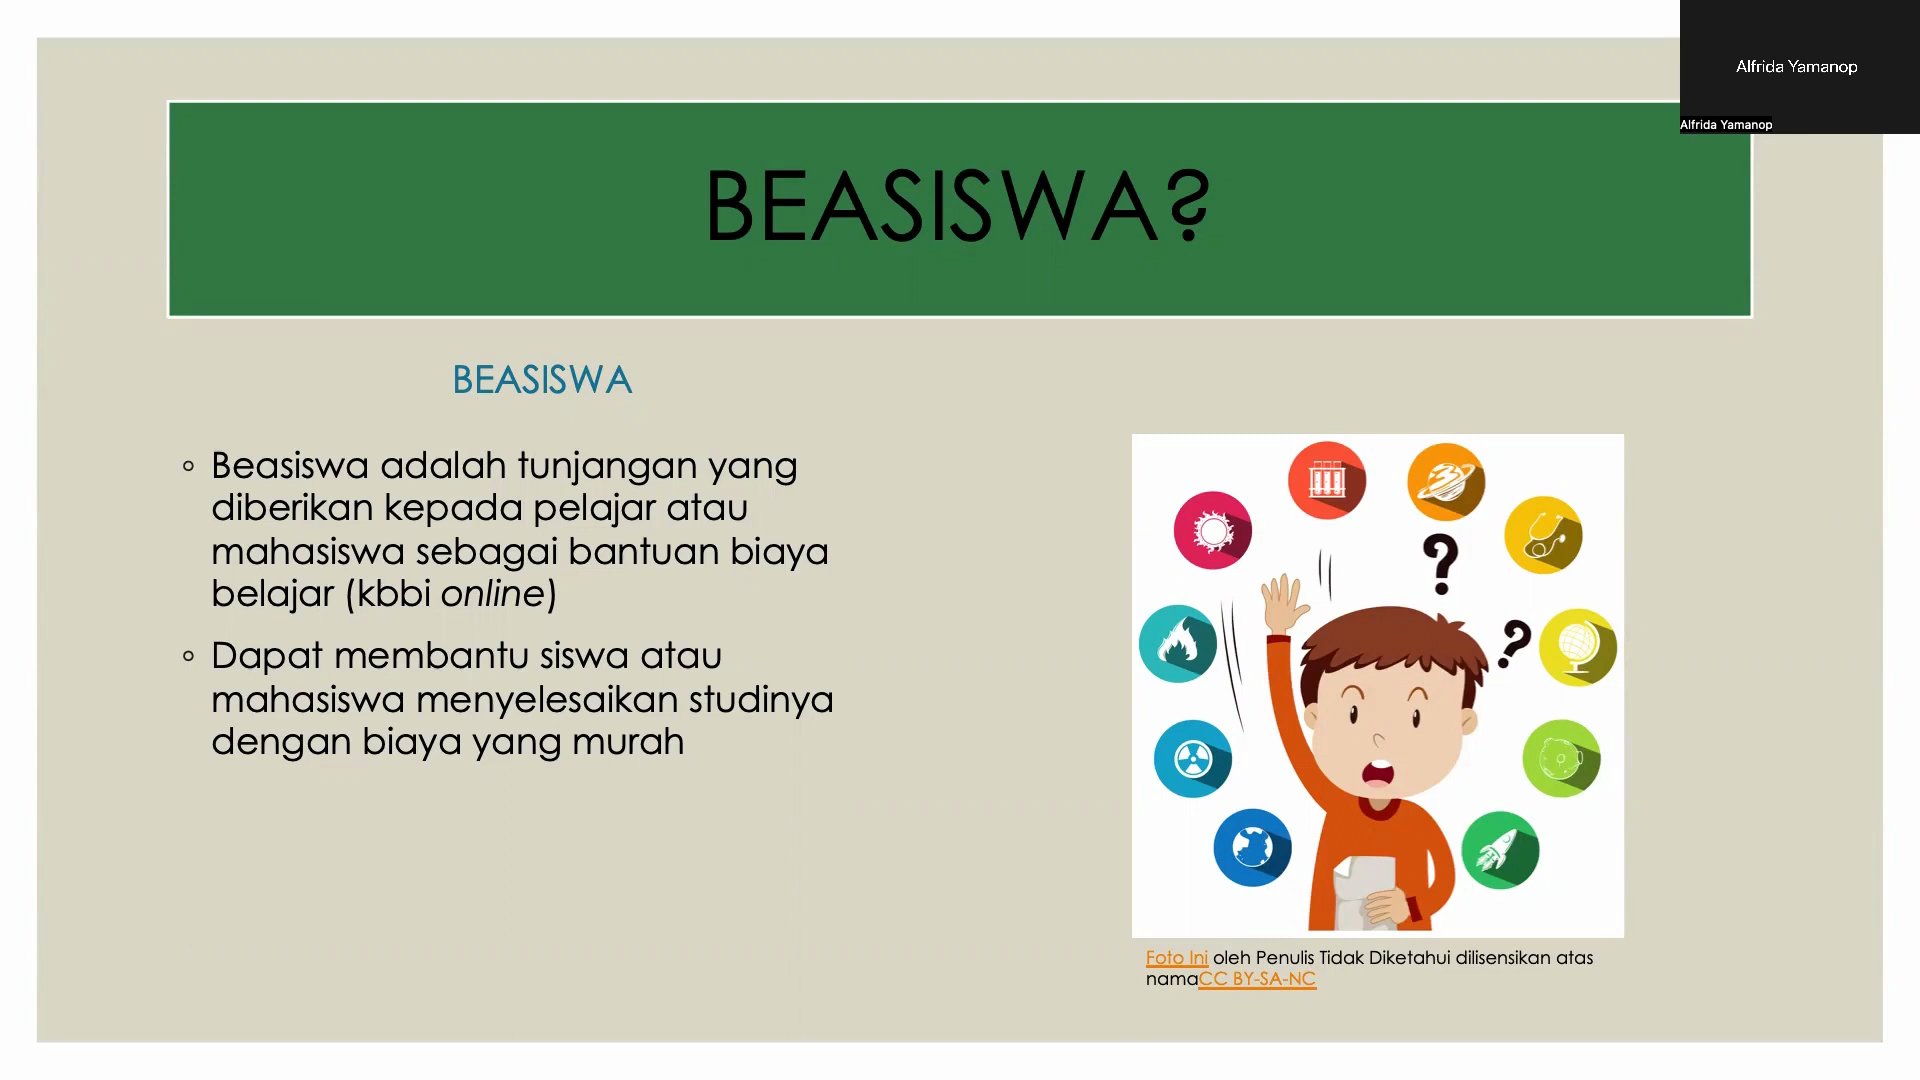 Alfrida Yamanop
Alfrida Yamanop
BEASISWA?
BEASISWA
◦ Beasiswa adalah tunjangan yang
diberikan kepada pelajar atau
mahasiswa sebagai bantuan biaya
belajar (kbbi online)
◦ Dapat membantu siswa atau
mahasiswa menyelesaikan studinya
dengan biaya yang murah
?
?
Foto Ini oleh Penulis Tidak Diketahui dilisensikan atas
namaCC BY-SA-NC